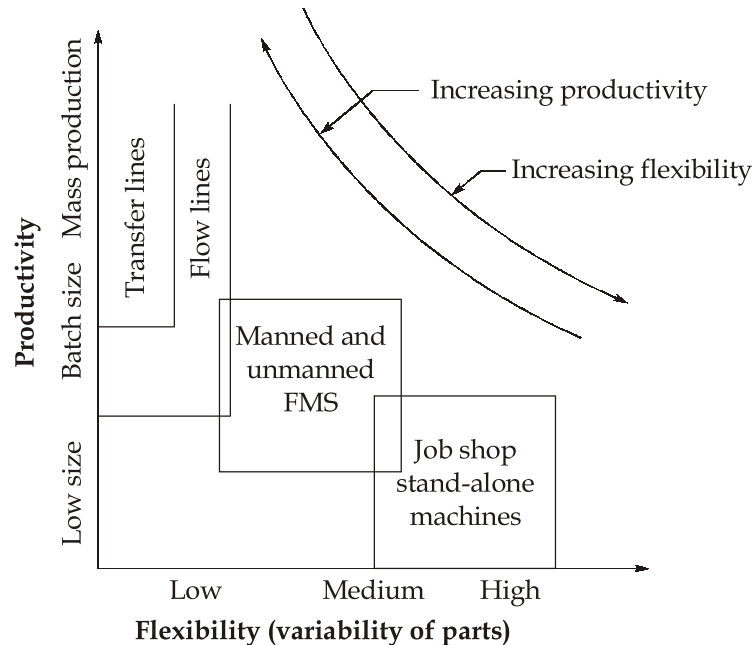 Increasing productivity
Increasing flexibility
Productivity
Mass production
Batch size
Low size
Transfer lines
Flow lines
Manned and
unmanned
FMS
Job shop
stand-alone
machines
Low
Medium
High
Flexibility (variability of parts)